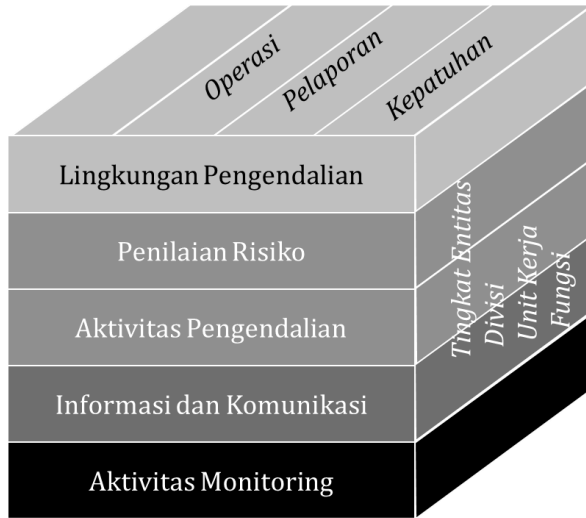 Operasi
Pelaporan
Kepatuhan
Lingkungan Pengendalian
Penilaian Risiko
Aktivitas Pengendalian
Informasi dan Komunikasi
Aktivitas Monitoring
Tingkat Entitas
Divisi
Unit Kerja
Fungsi